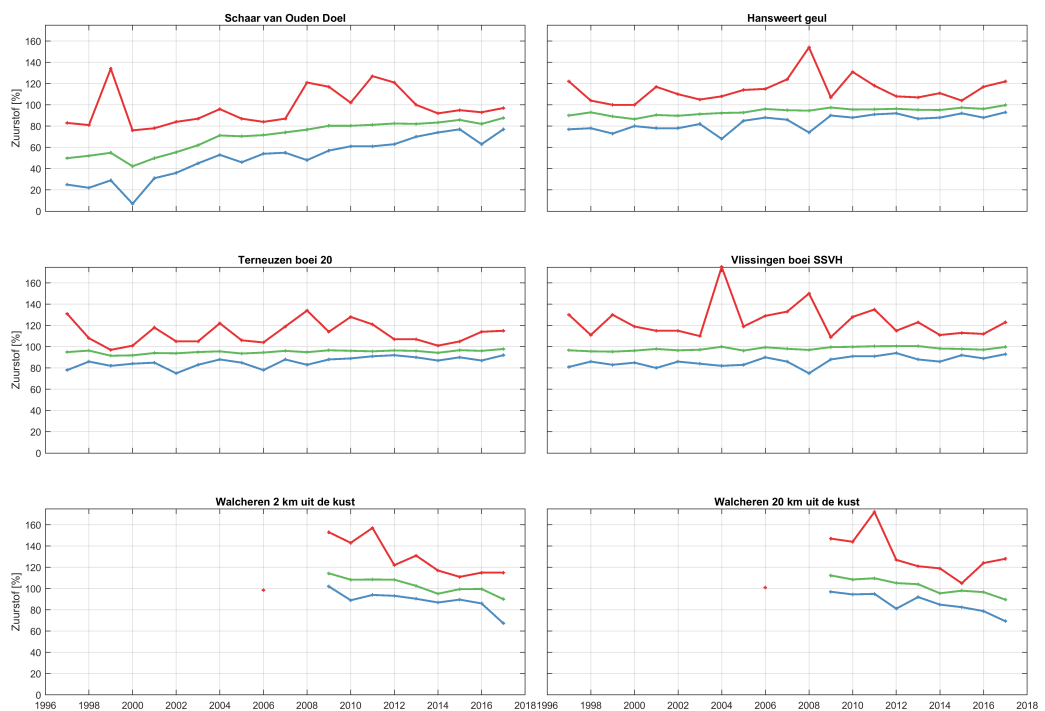 Schaar van Ouden Doel
Zuurstof [%]
160
140
120
100
80
60
40
20
0
Hansweert geul
Terneuzen boei 20
Zuurstof [%]
160
140
120
100
80
60
40
20
0
Vlissingen boei SSVH
Walcheren 2 km uit de kust
Zuurstof [%]
160
140
120
100
80
60
40
20
0
1996 1998 2000 2002 2004 2006 2008 2010 2012 2014 2016 2018
Walcheren 20 km uit de kust
1996 1998 2000 2002 2004 2006 2008 2010 2012 2014 2016 2018